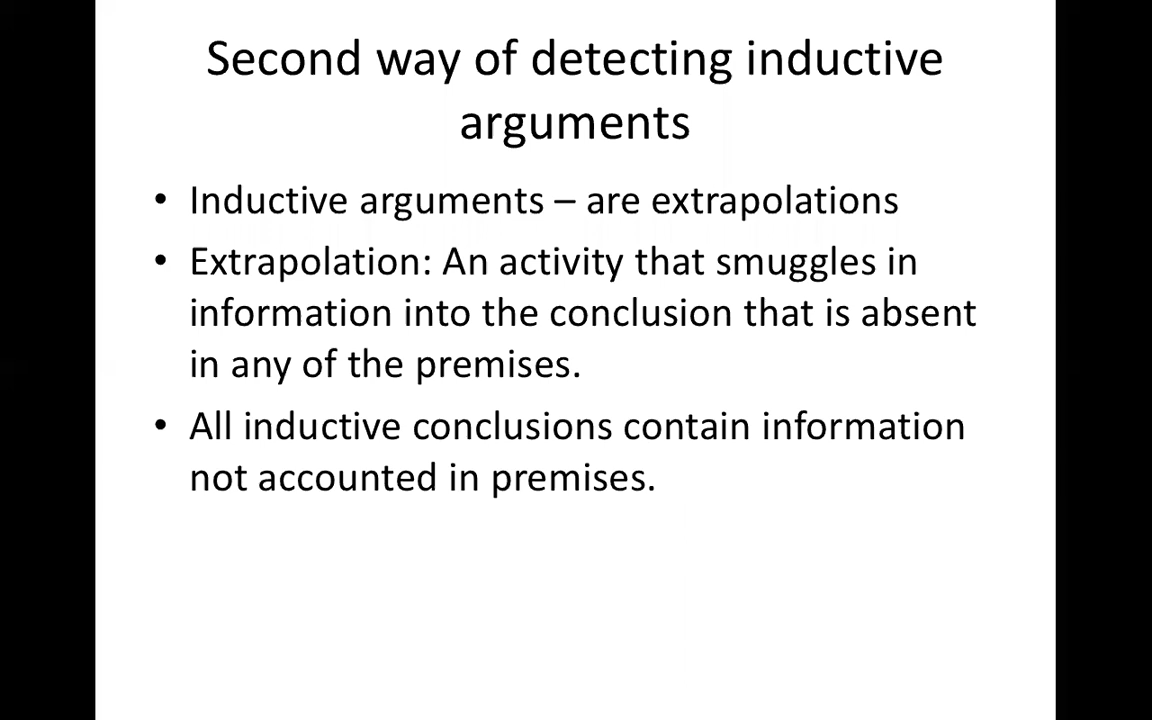 Second way of detecting inductive
arguments
• Inductive arguments – are extrapolations
• Extrapolation: An activity that smuggles in
information into the conclusion that is absent
in any of the premises.
• All inductive conclusions contain information
not accounted in premises.